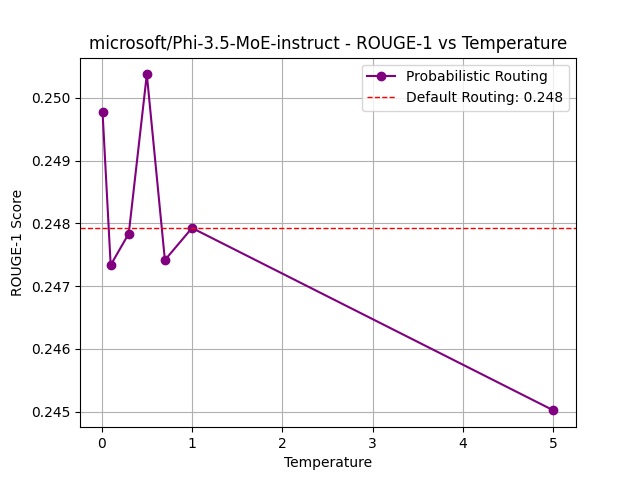 microsoft/Phi-3.5-MoE-instruct - ROUGE-1 vs Temperature
Probabilistic Routing
Default Routing: 0.248
ROUGE-1 Score
0.250
0.249
0.248
0.247
0.246
0.245
0 1 2 3 4 5
Temperature